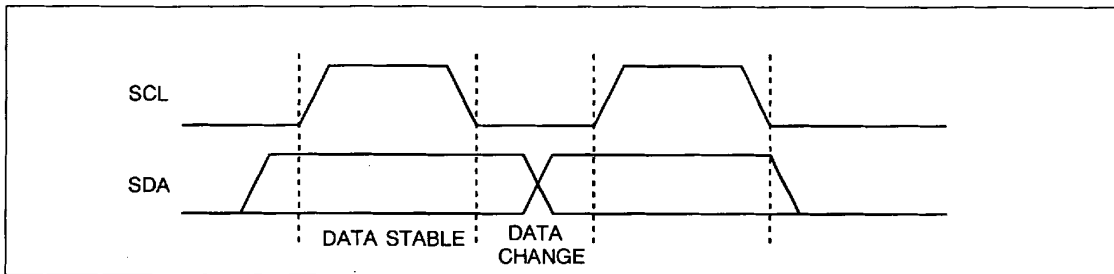 SCL
SDA
DATA STABLE
DATA
CHANGE